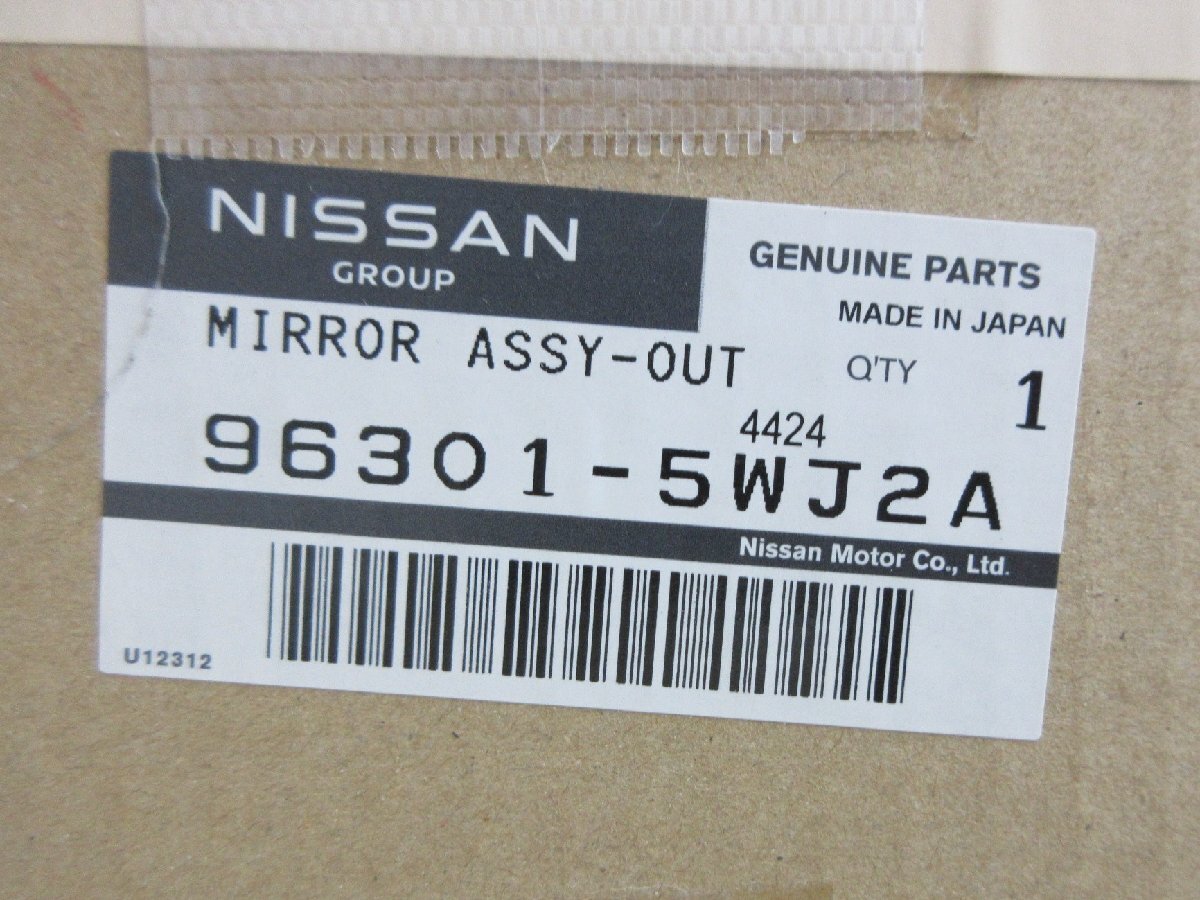 NISSAN
GROUP
GENUINE PARTS
MADE IN JAPAN
MIRROR ASSY-OUT
Q'TY 1
4424
96301-5WJ2A
Nissan Motor Co., Ltd.
U12312